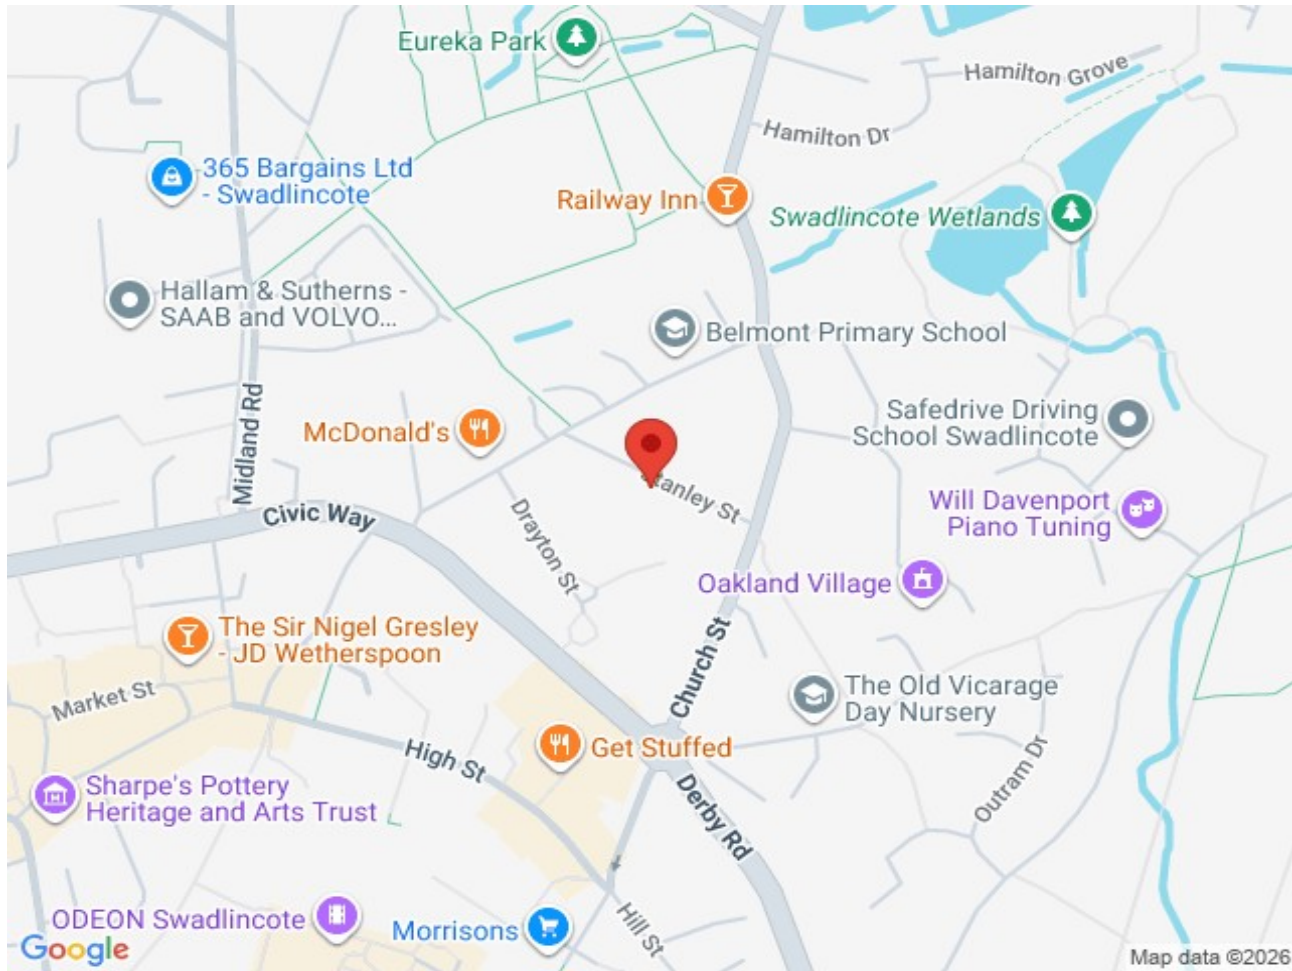 Eureka Park
Hamilton Grove
Hamilton Dr
365 Bargains Ltd
- Swadlincote
Railway Inn
Swadlincote Wetlands
Hallam & Sutherns -
SAAB and VOLVO...
Belmont Primary School
Midland Rd
McDonald's
Safedrive Driving
School Swadlincote
Stanley St
Civic Way
Drayton St
Will Davenport
Piano Tuning
Oakland Village
The Sir Nigel Gresley
- JD Wetherspoon
Church St
Market St
The Old Vicarage
Day Nursery
High St
Get Stuffed
Outram Dr
Sharpe's Pottery
Heritage and Arts Trust
Derby Rd
ODEON Swadlincote
Morrisons
Hill St
Google
Map data ©2026